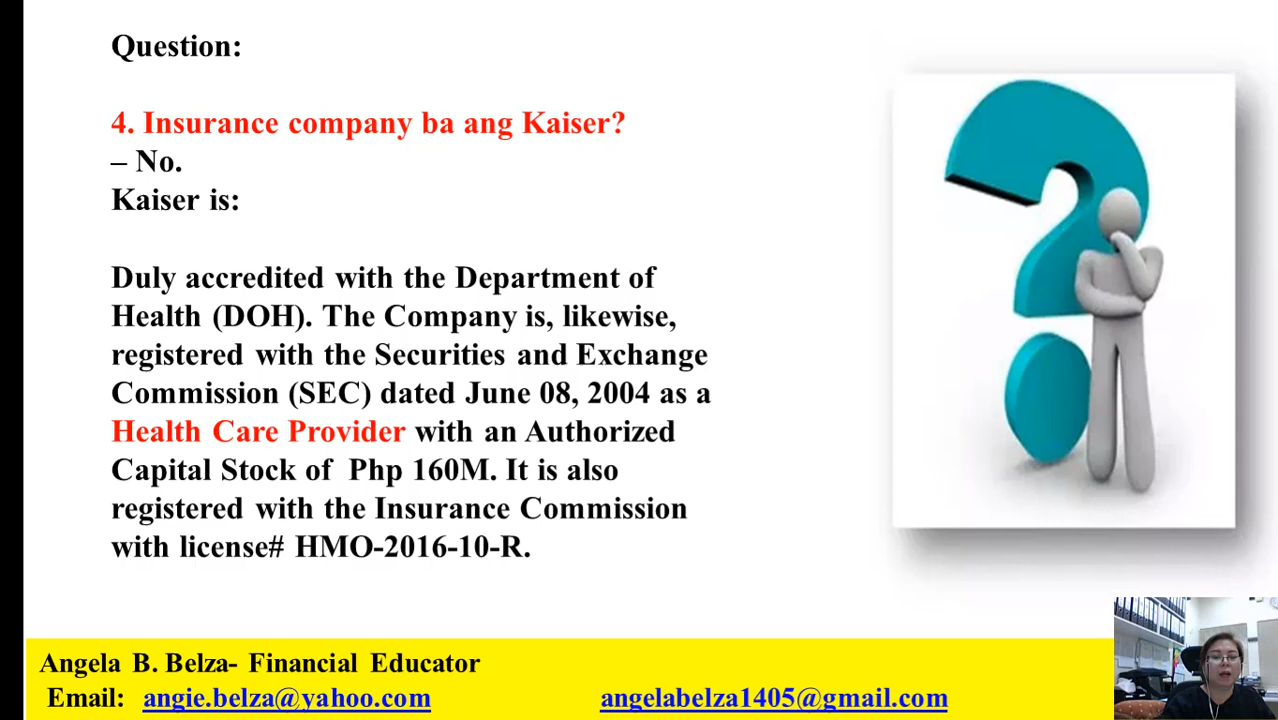 Question:
4. Insurance company ba ang Kaiser?
– No.
Kaiser is:
Duly accredited with the Department of
Health (DOH). The Company is, likewise,
registered with the Securities and Exchange
Commission (SEC) dated June 08, 2004 as a
Health Care Provider with an Authorized
Capital Stock of Php 160M. It is also
registered with the Insurance Commission
with license# HMO-2016-10-R.
Angela B. Belza- Financial Educator
Email: angie.belza@yahoo.com angelabelza1405@gmail.com